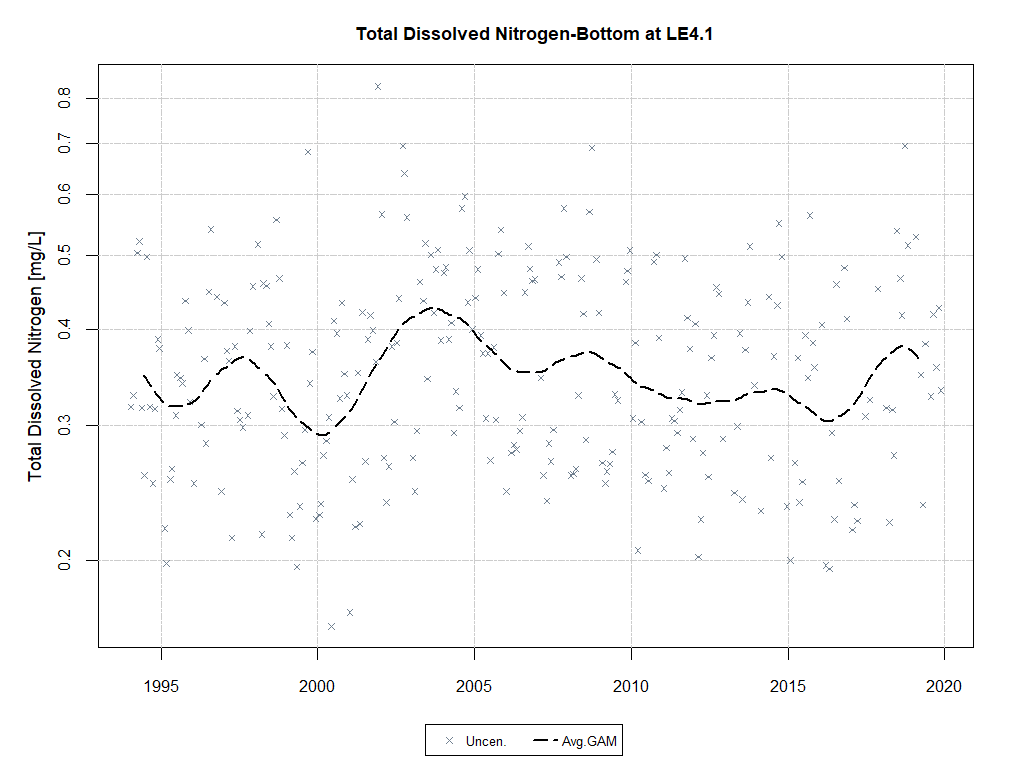 Total Dissolved Nitrogen-Bottom at LE4.1
Total Dissolved Nitrogen [mg/L]
0.8
0.7
0.6
0.5
0.4
0.3
0.2
1995 2000 2005 2010 2015 2020
Uncen. Avg.GAM